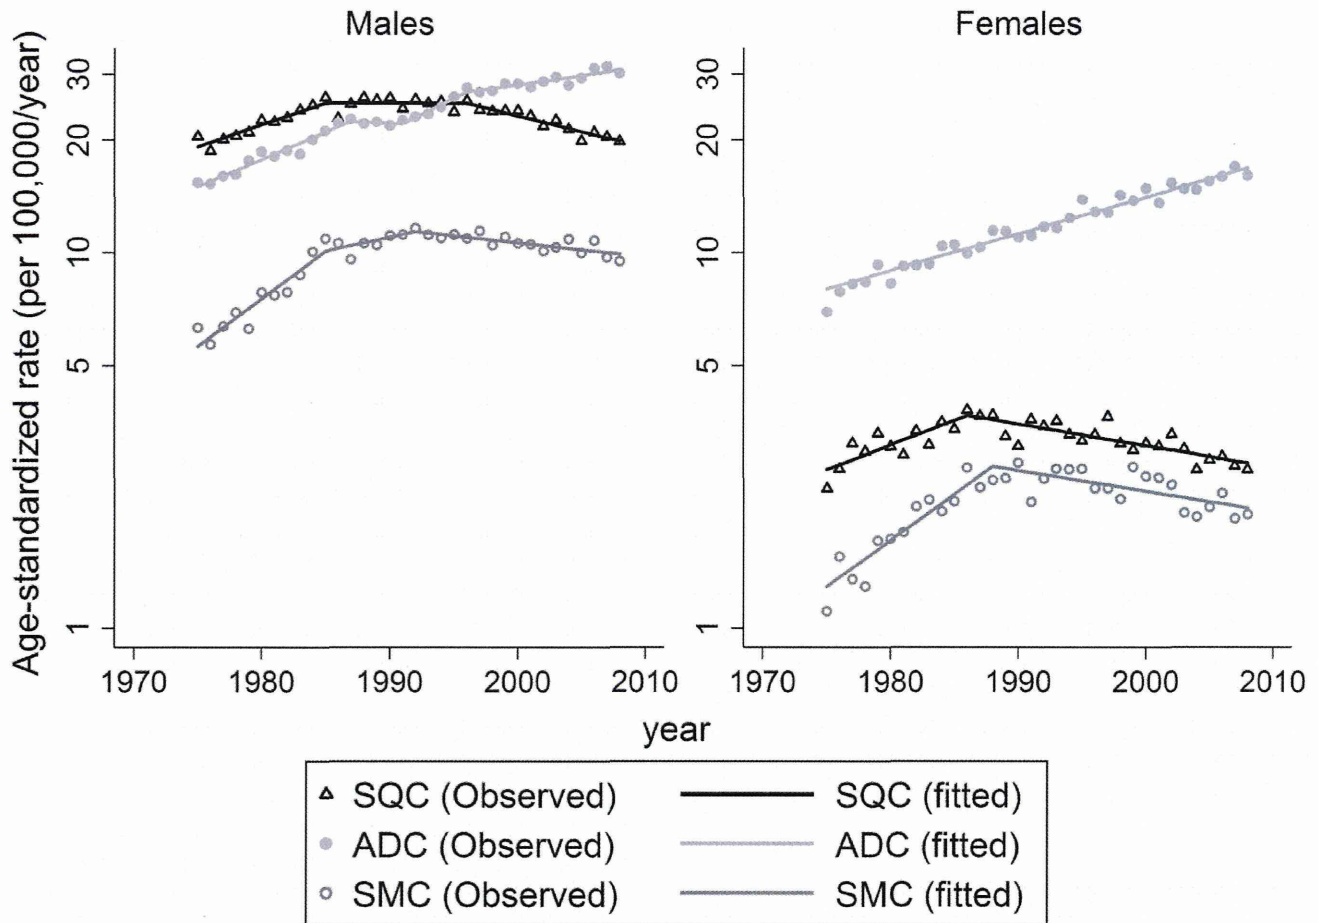 Males
Females
Age-standardized rate (per 100,000/year)
30
20
10
5
1
30
20
10
5
1
1970 1980 1990 2000 2010
1970 1980 1990 2000 2010
year
SQC (Observed) SQC (fitted)
ADC (Observed) ADC (fitted)
SMC (Observed) SMC (fitted)